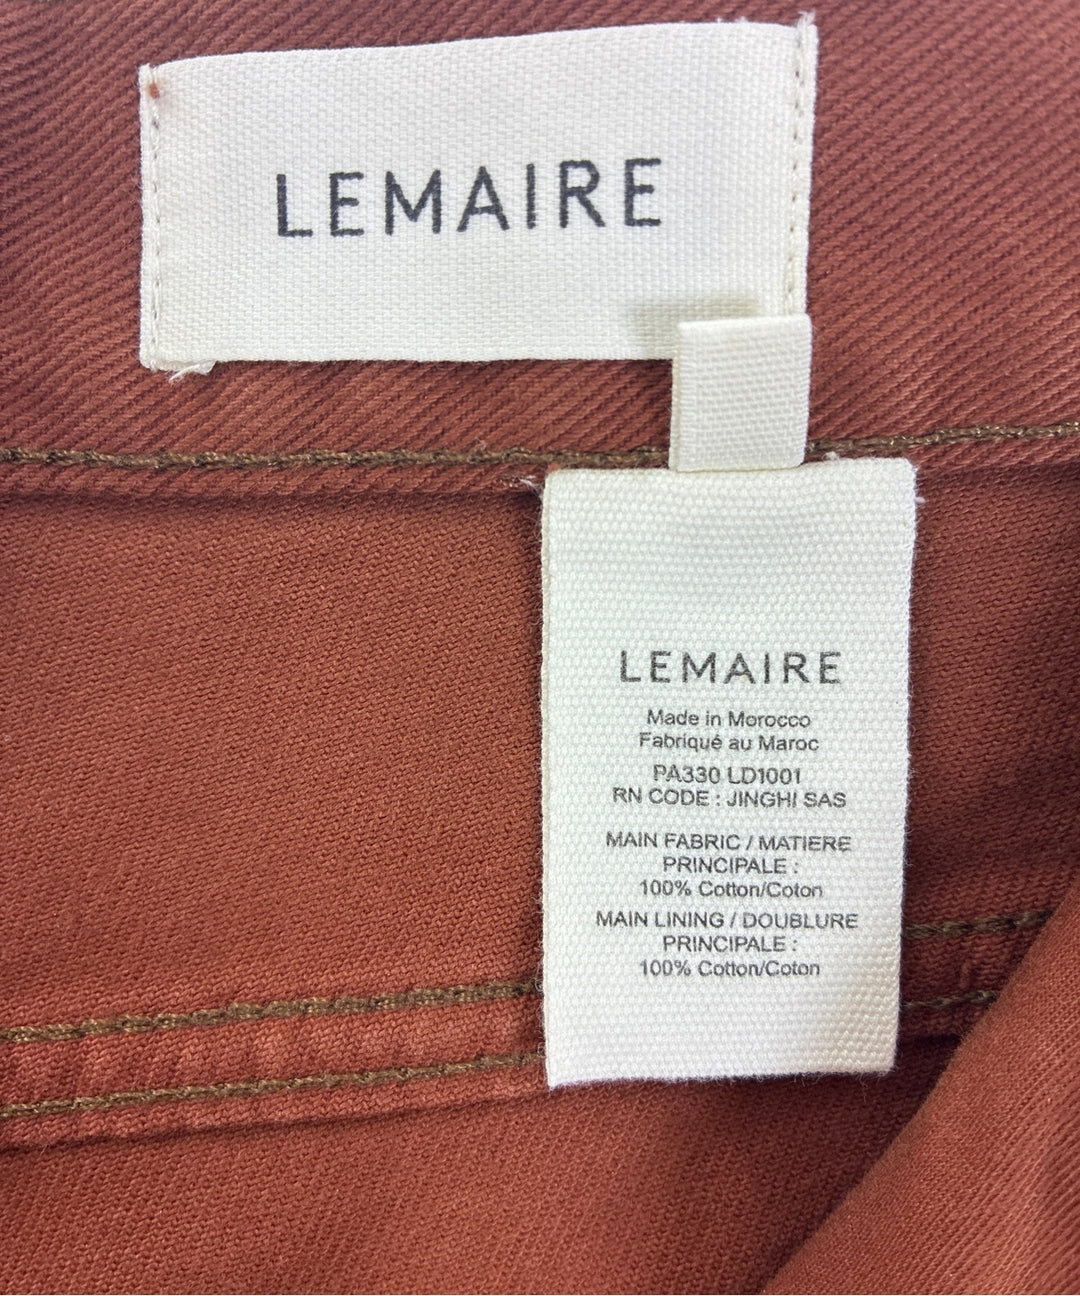 LEMAIRE
LEMAIRE
Made in Morocco
Fabriqué au Maroc
PA330 LD1001
RN CODE : JINGHI SAS
MAIN FABRIC / MATIERE
PRINCIPALE :
100% Cotton/Coton
MAIN LINING / DOUBLURE
PRINCIPALE :
100% Cotton/Coton